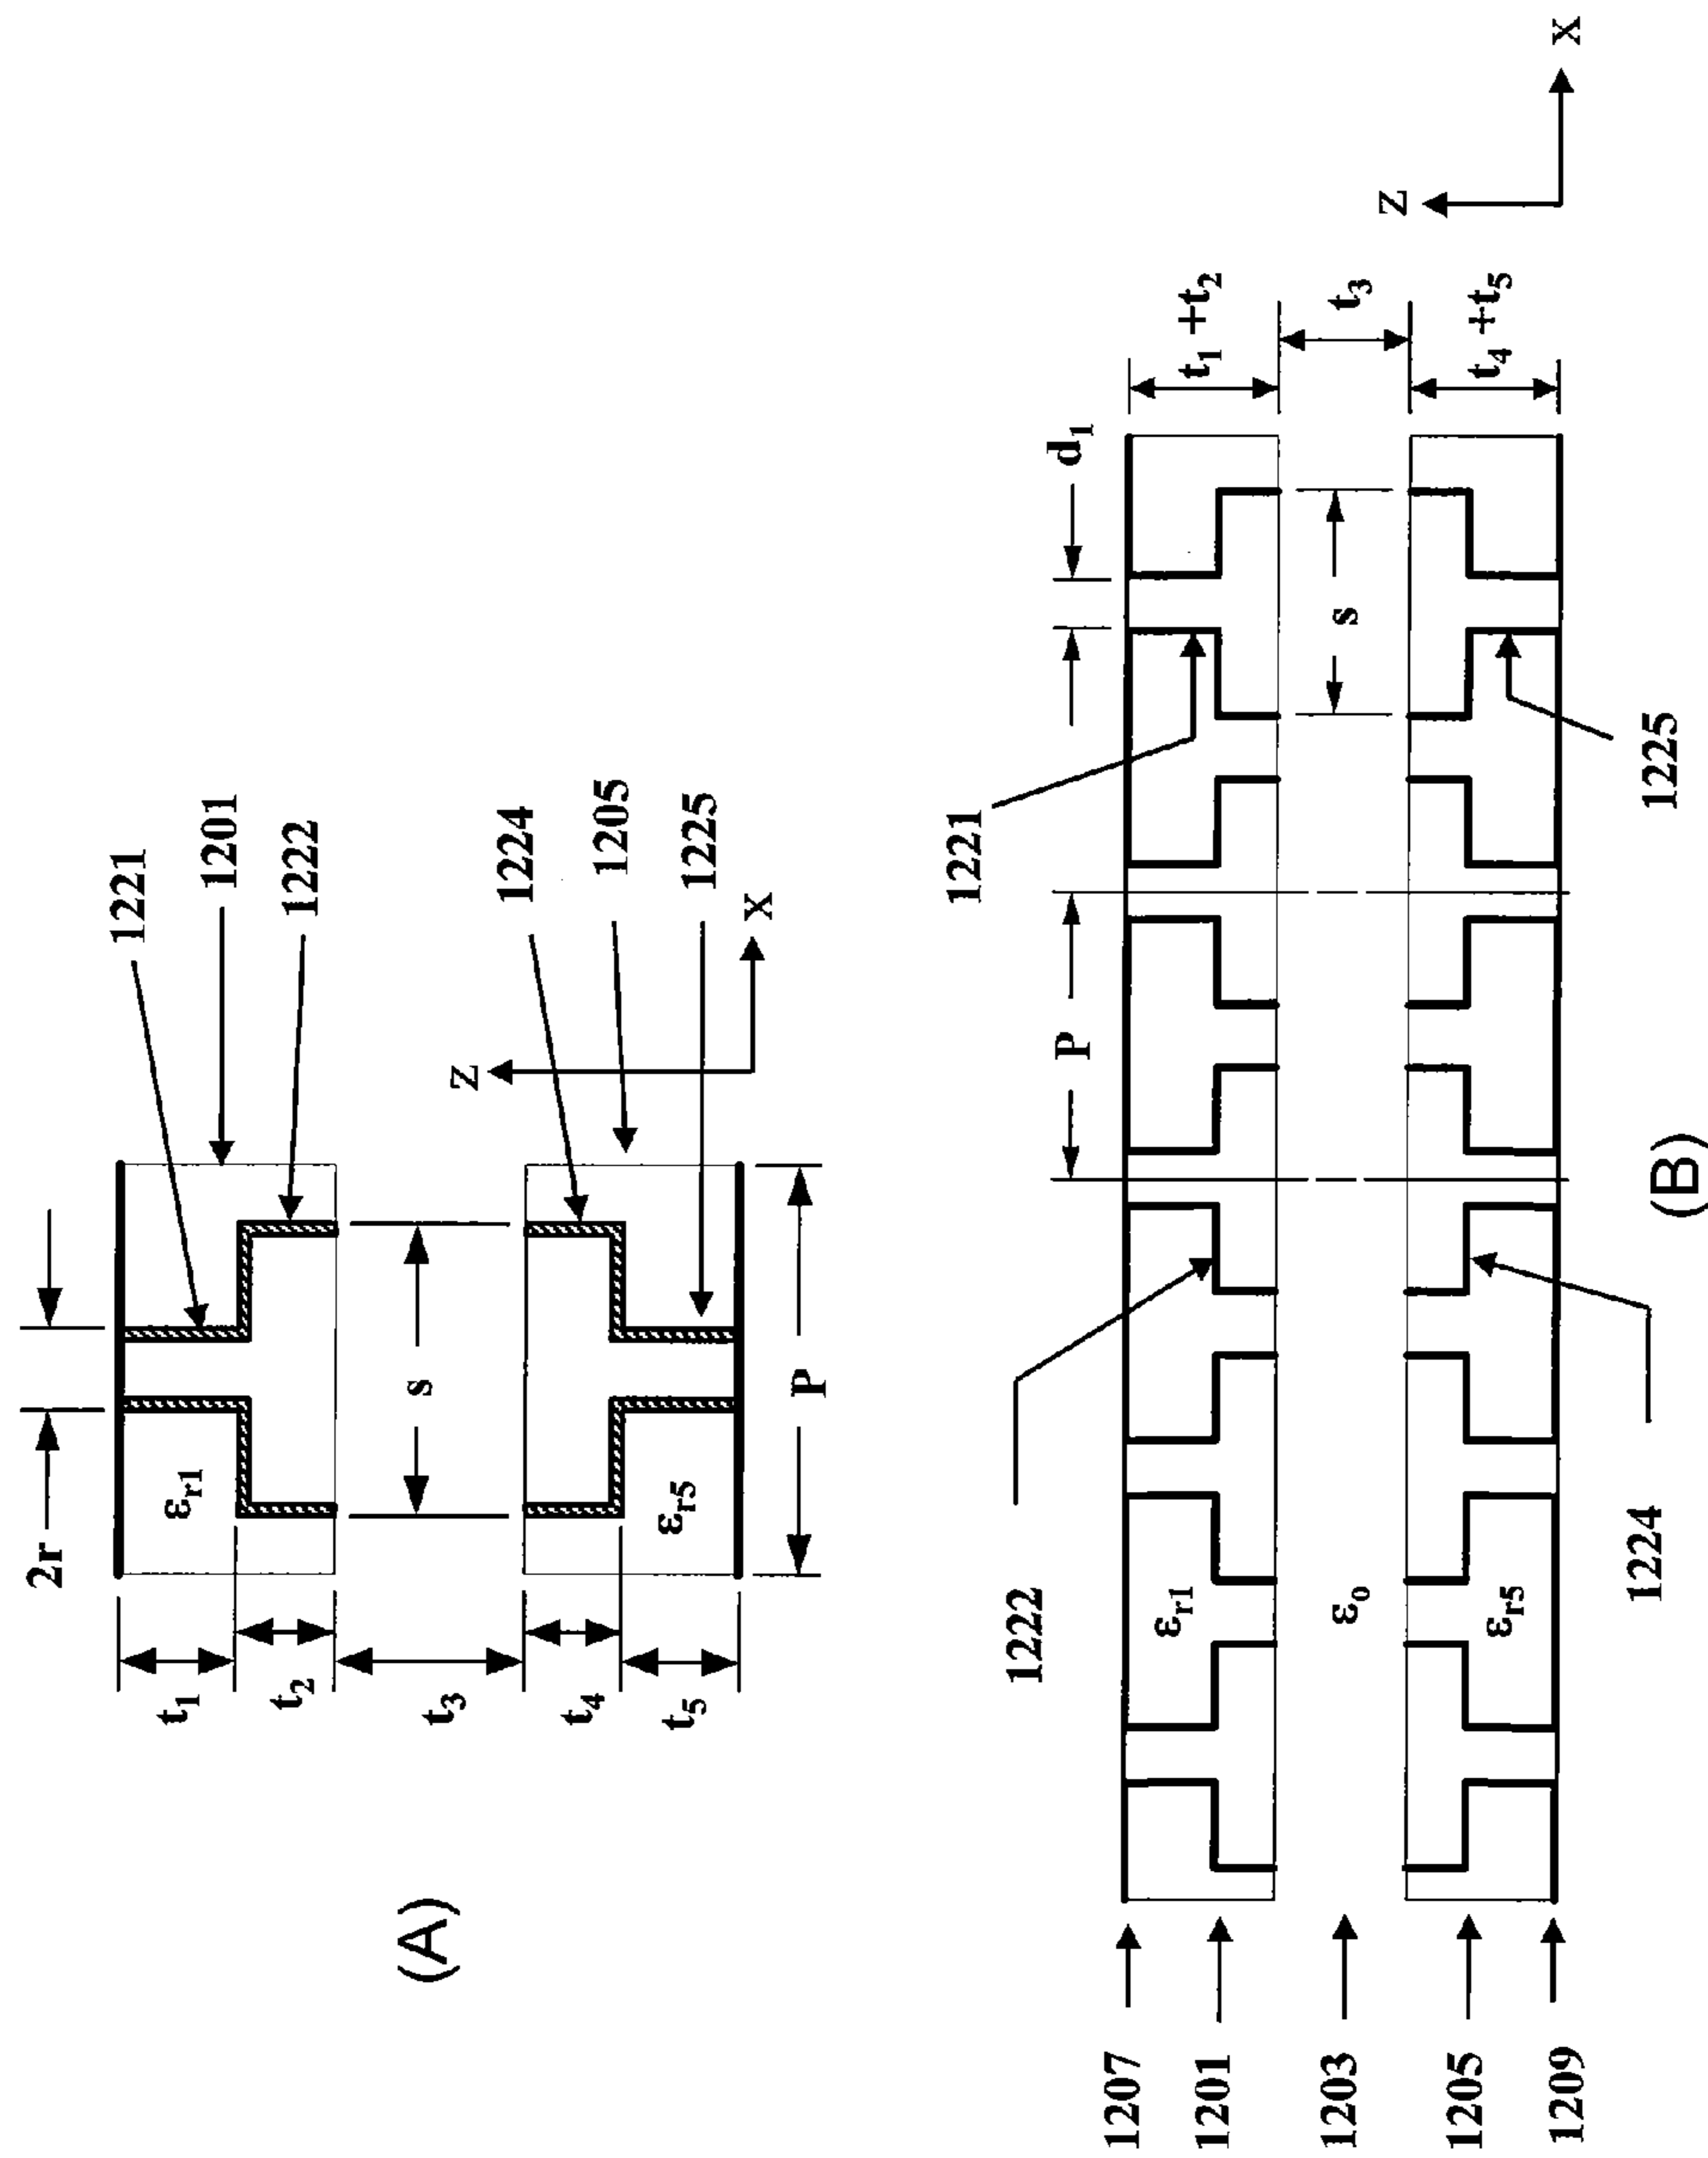 2r
1221
1201
1222
t₁
εr1
t₂
t₃
s
z
x
1224
1205
1225
t₄
εr5
t₅
P
(A)
1222
P
1221
d₁
1207
1201
εr1
t₁ +t₂
1203
ε₀
s
t₃
1205
εr5
t₄ +t₅
1209
1224
1225
z
x
(B)